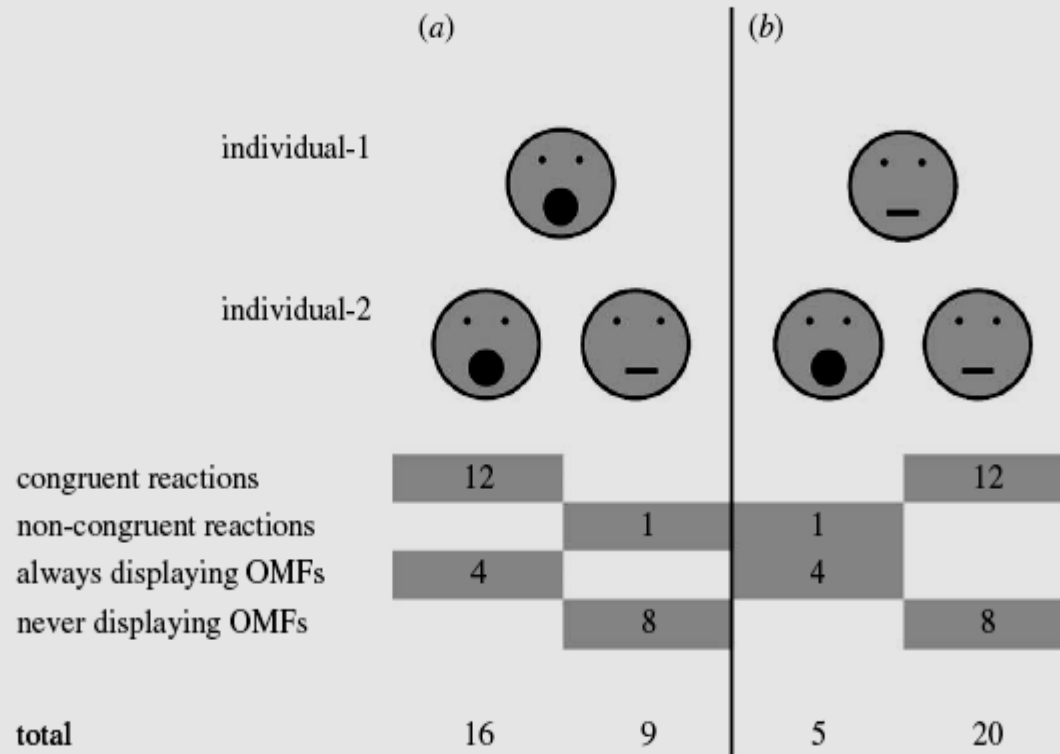 (a) (b)
individual-1
individual-2
congruent reactions 12 12
non-congruent reactions 1 1
always displaying OMFs 4 4
never displaying OMFs 8 8
total 16 9 5 20